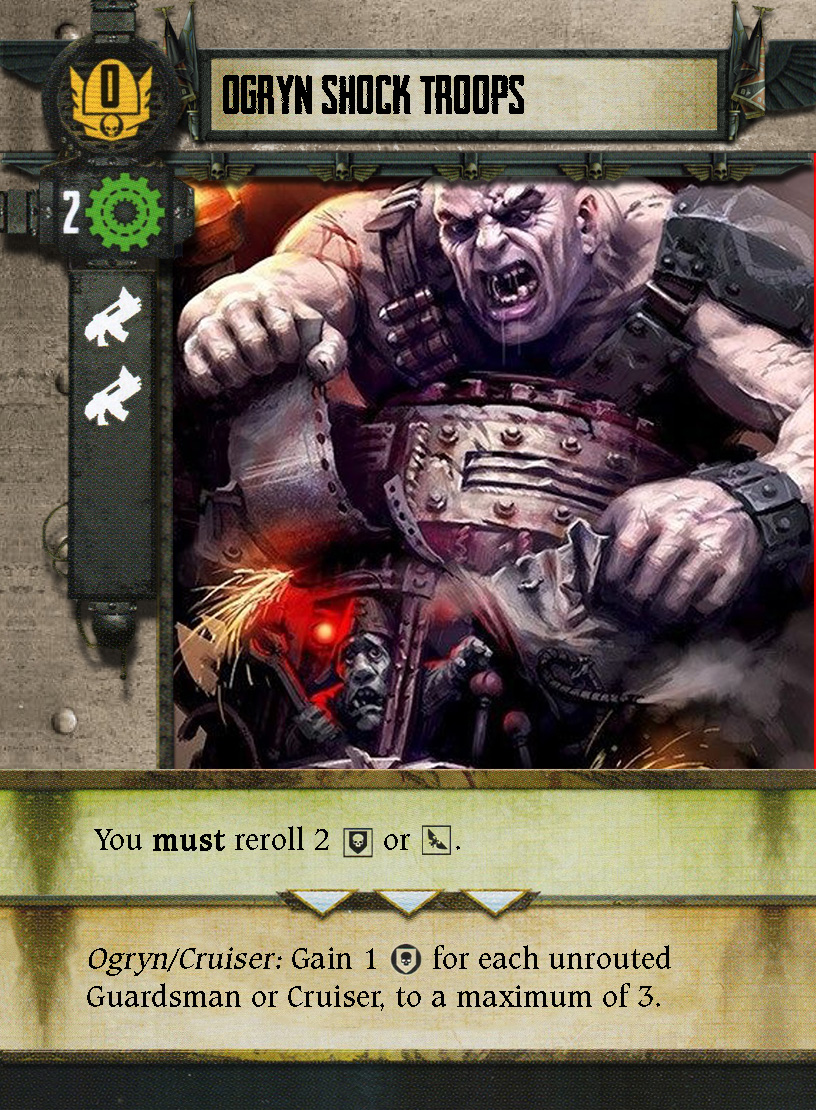 0
OGRYN SHOCK TROOPS
2
You must reroll 2 or .
Ogryn/Cruiser: Gain 1 for each unrouted
Guardsman or Cruiser, to a maximum of 3.